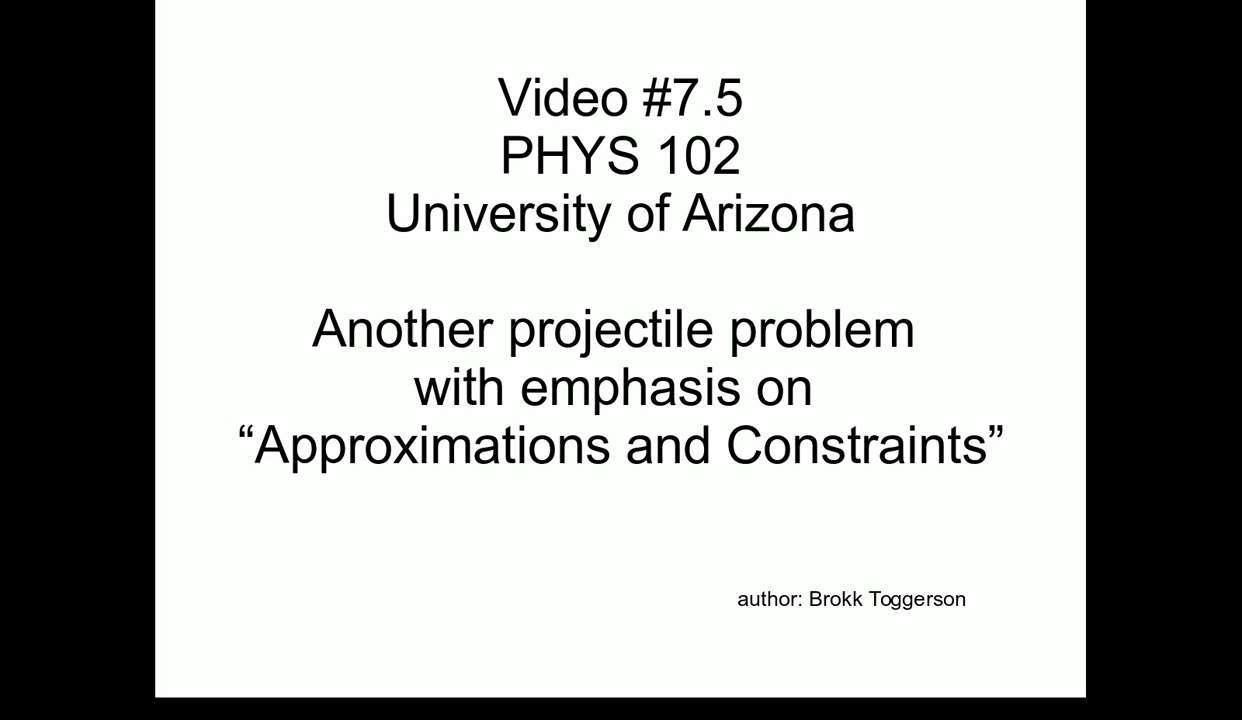 Video #7.5
PHYS 102
University of Arizona
Another projectile problem
with emphasis on
“Approximations and Constraints”
author: Brokk Toggerson